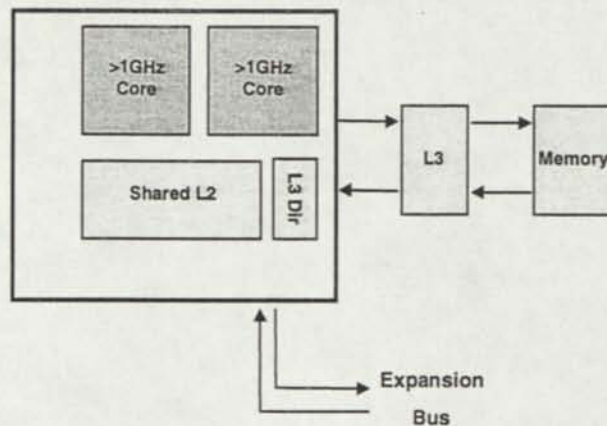 >1GHz
Core
>1GHz
Core
L3
Memory
Shared L2
L3 Dir
Expansion
Bus